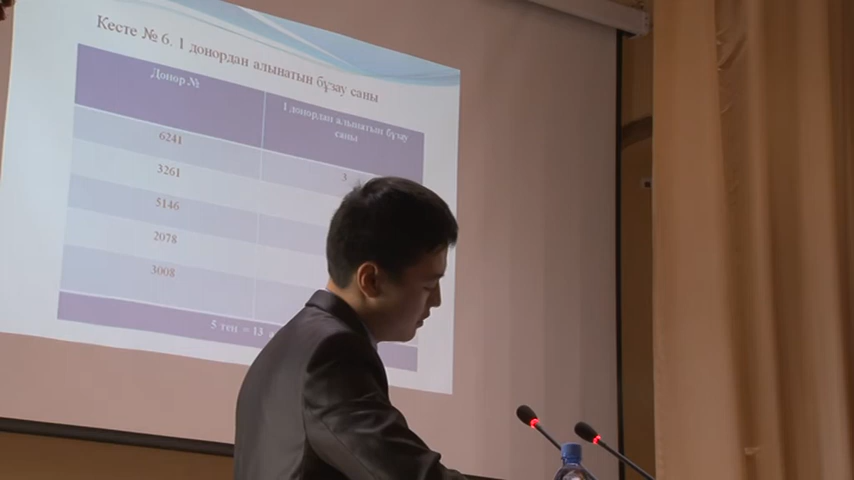 Кесте № 6. 1 донордан алынатын бұзау саны
Донор №
1 донордан алынатын бұзау
саны
6241
3
3261
5146
2078
3008
5 тен = 13